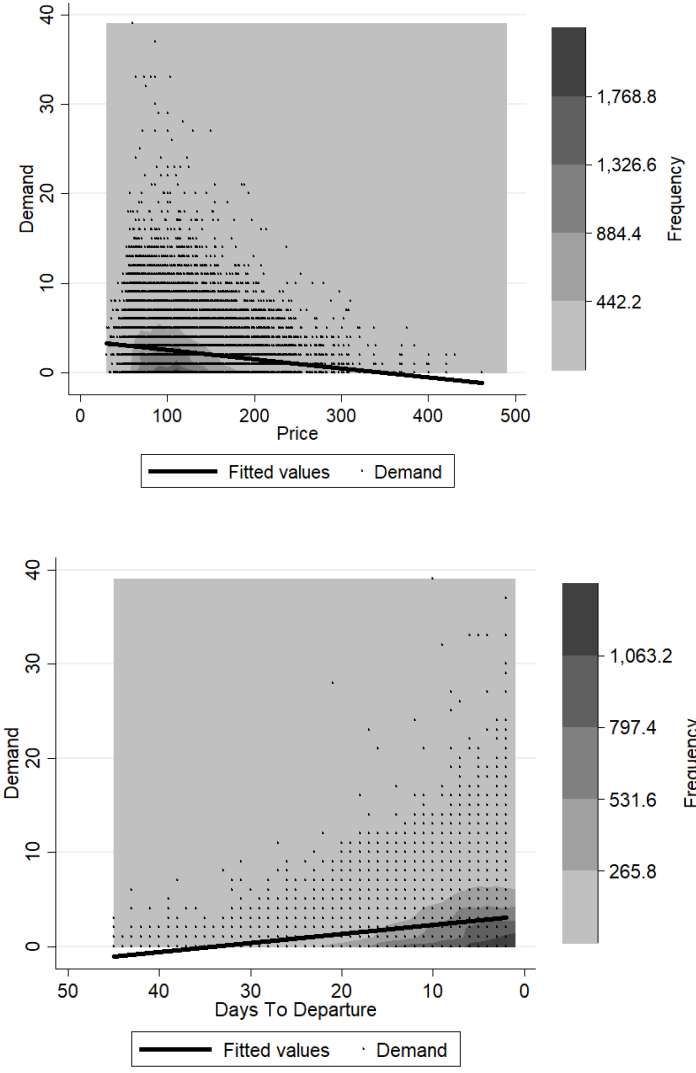 40
30
20
10
0
Demand
0 100 200 300 400 500
Price
1,768.8
1,326.6
884.4
442.2
Frequency
Fitted values Demand
40
30
20
10
0
Demand
50 40 30 20 10 0
Days To Departure
1,063.2
797.4
531.6
265.8
Frequency
Fitted values Demand